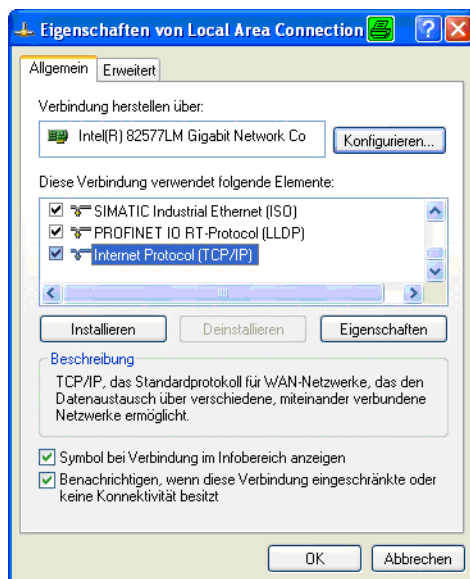 Eigenschaften von Local Area Connection
Allgemein
Erweitert
Verbindung herstellen über:
Intel(R) 82577LM Gigabit Network Co
Konfigurieren...
Diese Verbindung verwendet folgende Elemente:
SIMATIC Industrial Ethernet (ISO)
PROFINET IO RT-Protocol (LLDP)
Internet Protocol (TCP/IP)
Installieren
Deinstallieren
Eigenschaften
Beschreibung
TCP/IP, das Standardprotokoll für WAN-Netzwerke, das den
Datenaustausch über verschiedene, miteinander verbundene
Netzwerke ermöglicht.
Symbol bei Verbindung im Infobereich anzeigen
Benachrichtigen, wenn diese Verbindung eingeschränkte oder
keine Konnektivität besitzt
OK
Abbrechen